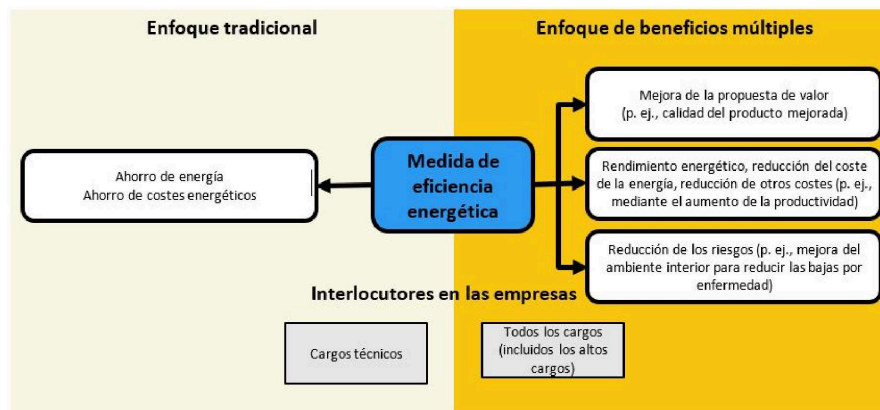 Enfoque tradicional
Enfoque de beneficios múltiples
Mejora de la propuesta de valor
(p. ej., calidad del producto mejorada)
Ahorro de energía
Ahorro de costes energéticos
Medida de
eficiencia
energética
Rendimiento energético, reducción del coste
de la energía, reducción de otros costes (p. ej.,
mediante el aumento de la productividad)
Reducción de los riesgos (p. ej., mejora del
ambiente interior para reducir las bajas por
enfermedad)
Interlocutores en las empresas
Cargos técnicos
Todos los cargos
(incluidos los altos
cargos)